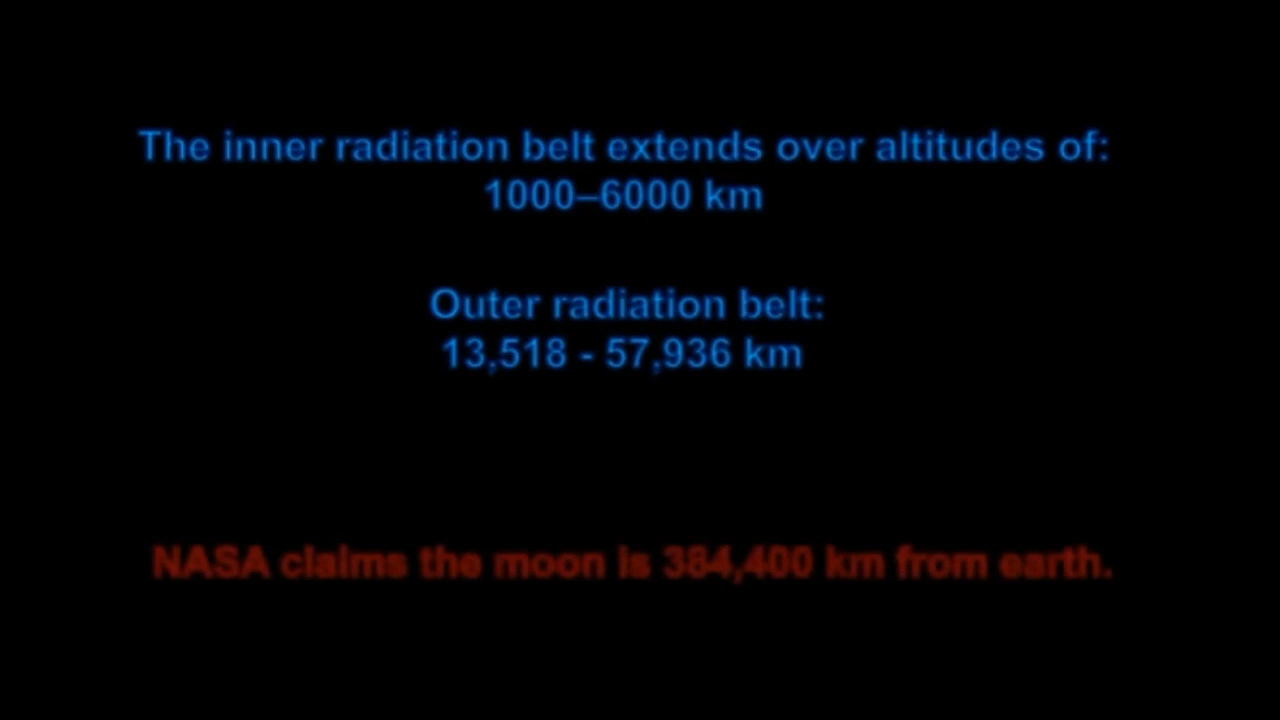 The inner radiation belt extends over altitudes of:
1000–6000 km
Outer radiation belt:
13,518 - 57,936 km
NASA claims the moon is 384,400 km from earth.